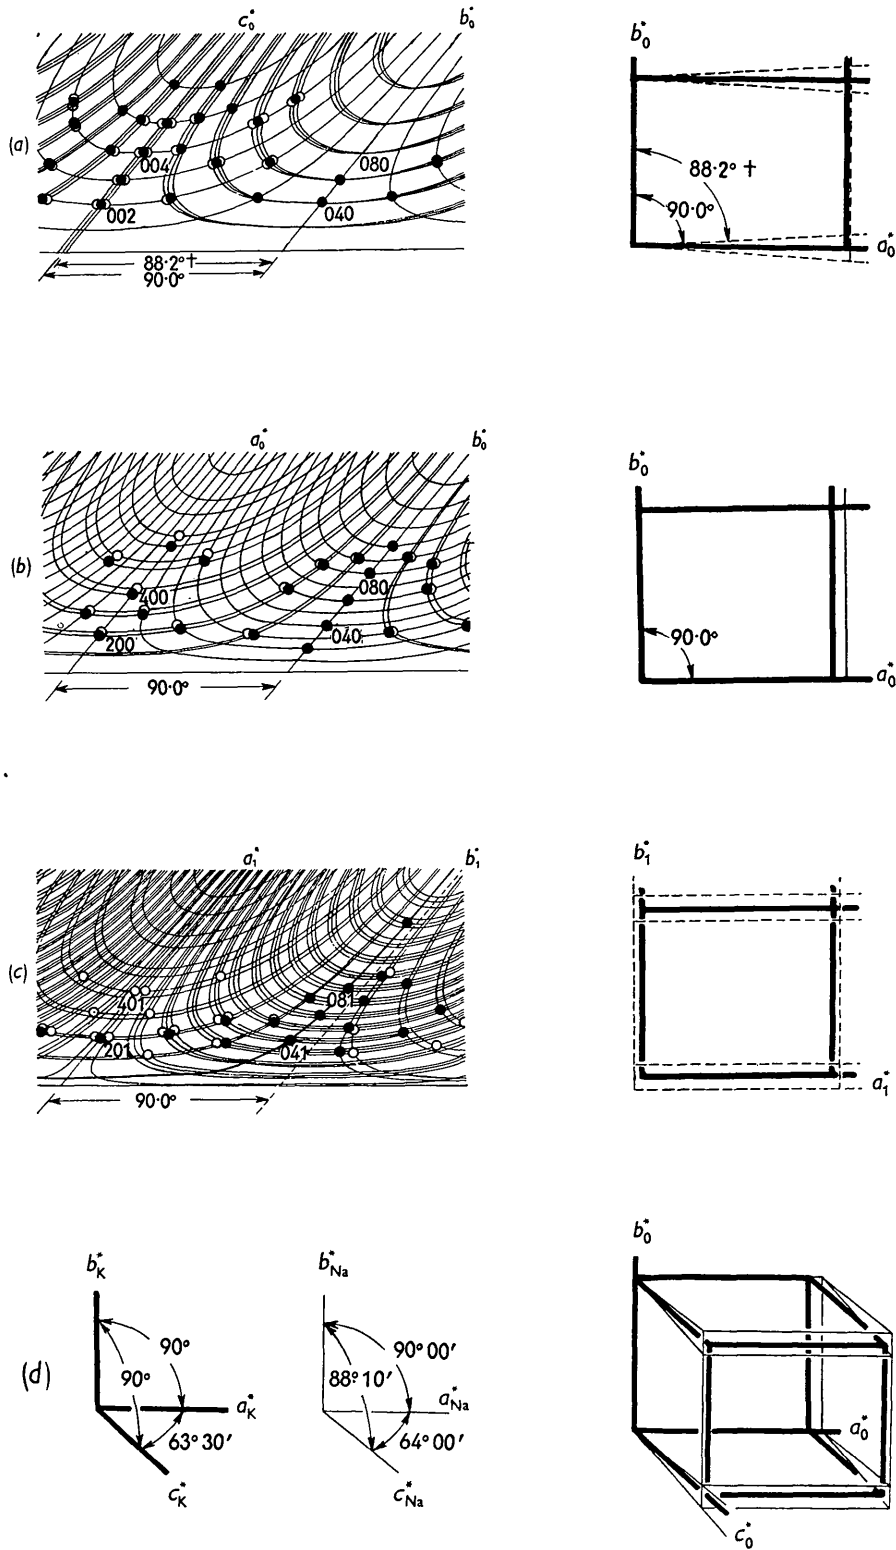 c*₀ b*₀
b*₀
(a)
004
080
002
040
88·2° †
90·0°
88·2° †
90·0°
a*₀
a*₀ b*₀
b*₀
(b)
400
080
200
040
90·0°
90·0°
a*₀
a*₁ b*₁
b*₁
(c)
401
081
201
041
90·0°
a*₁
(d)
b*K
90°
90°
a*K
63° 30′
c*K
b*Na
90° 00′
88° 10′
a*Na
64° 00′
c*Na
b*₀
a*₀
c*₀